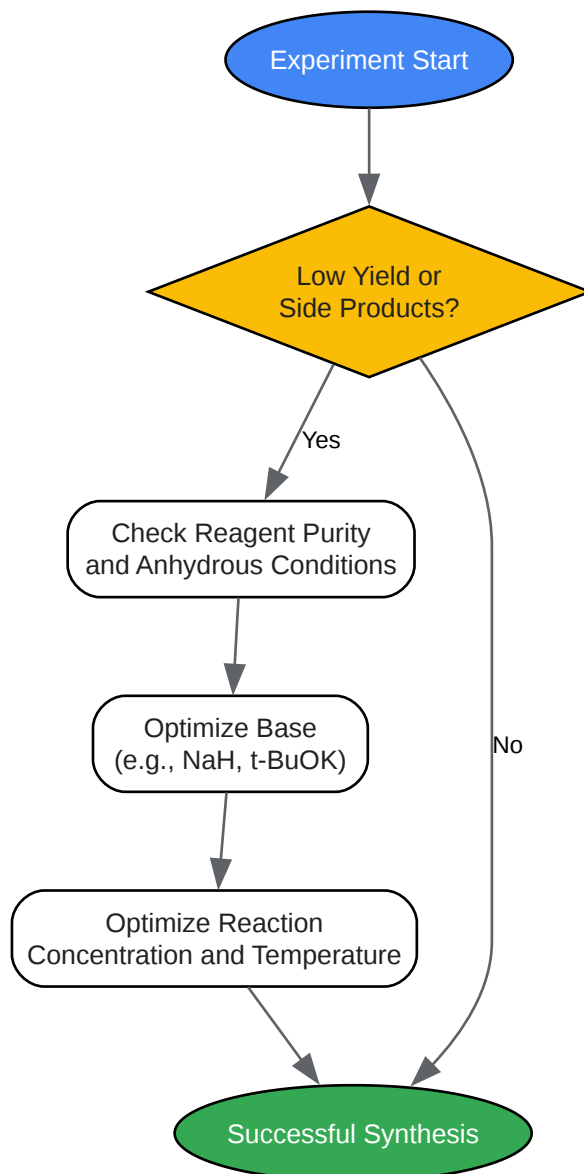 Experiment Start
Low Yield or
Side Products?
Yes
Check Reagent Purity
and Anhydrous Conditions
Optimize Base
(e.g., NaH, t-BuOK)
No
Optimize Reaction
Concentration and Temperature
Successful Synthesis